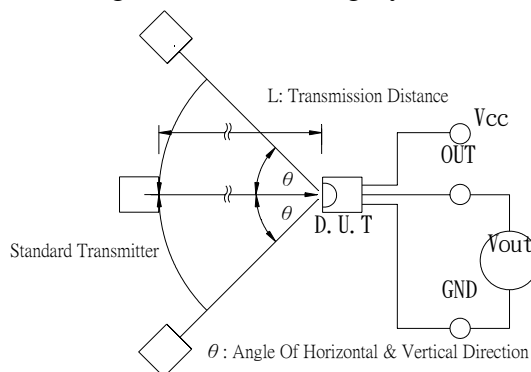 L: Transmission Distance
Vcc
OUT
θ
θ
D.U.T
Standard Transmitter
Vout
GND
θ : Angle Of Horizontal & Vertical Direction